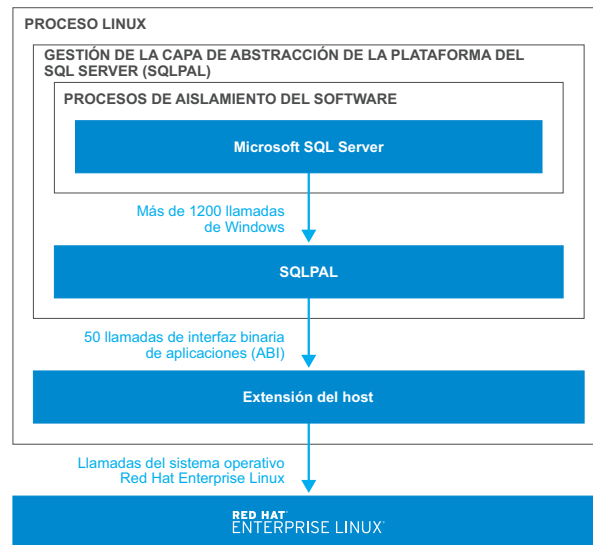 PROCESO LINUX
GESTIÓN DE LA CAPA DE ABSTRACCIÓN DE LA PLATAFORMA DEL
SQL SERVER (SQLPAL)
PROCESOS DE AISLAMIENTO DEL SOFTWARE
Microsoft SQL Server
Más de 1200 llamadas
de Windows
SQLPAL
50 llamadas de interfaz binaria
de aplicaciones (ABI)
Extensión del host
Llamadas del sistema operativo
Red Hat Enterprise Linux
RED HAT
ENTERPRISE LINUX